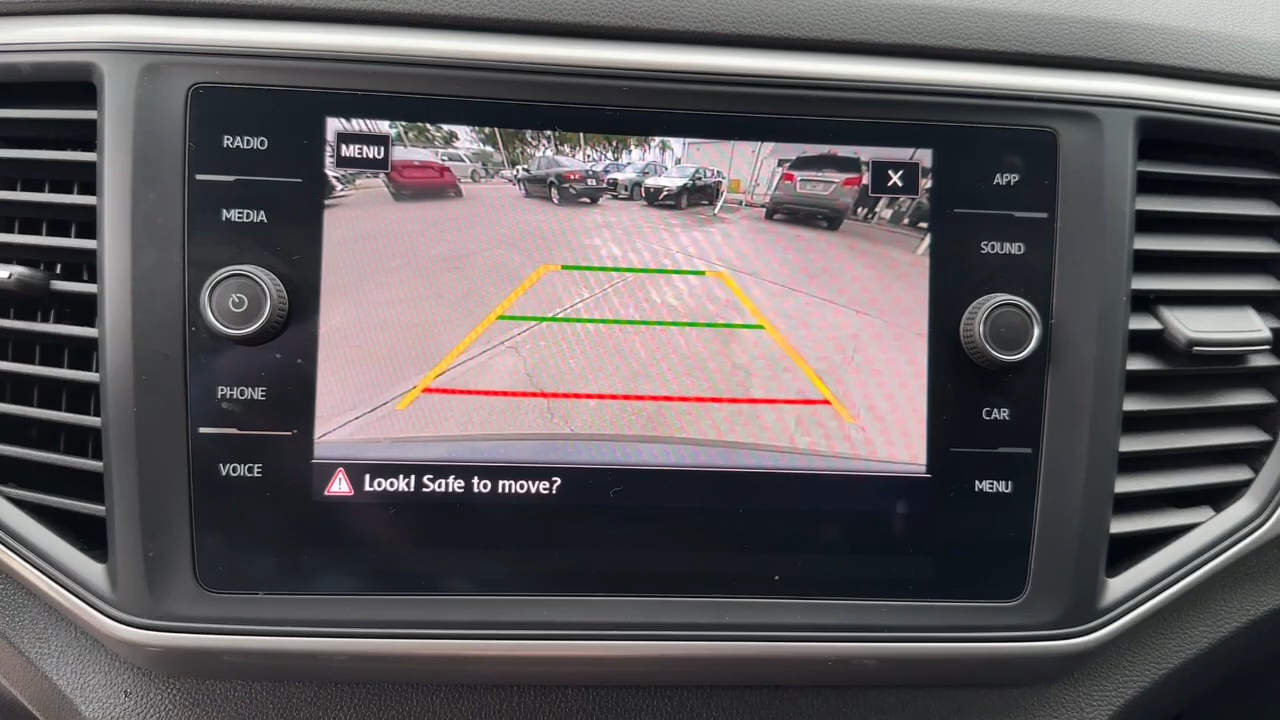 RADIO
MEDIA
PHONE
VOICE
MENU
X
Look! Safe to move?
APP
SOUND
CAR
MENU